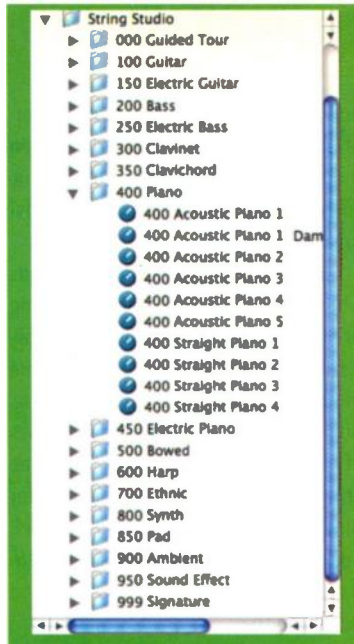 String Studio
000 Guided Tour
100 Guitar
150 Electric Guitar
200 Bass
250 Electric Bass
300 Clavinet
350 Clavichord
400 Piano
400 Acoustic Piano 1
400 Acoustic Piano 1 Dam
400 Acoustic Piano 2
400 Acoustic Piano 3
400 Acoustic Piano 4
400 Acoustic Piano 5
400 Straight Piano 1
400 Straight Piano 2
400 Straight Piano 3
400 Straight Piano 4
450 Electric Piano
500 Bowed
600 Harp
700 Ethnic
800 Synth
850 Pad
900 Ambient
950 Sound Effect
999 Signature